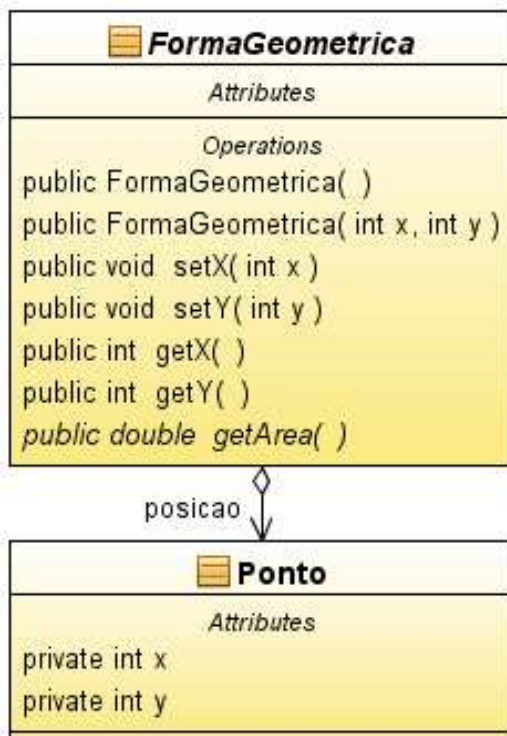 FormaGeometrica
Attributes
Operations
public FormaGeometrica( )
public FormaGeometrica( int x, int y )
public void setX( int x )
public void setY( int y )
public int getX( )
public int getY( )
public double getArea( )
posicao
Ponto
Attributes
private int x
private int y